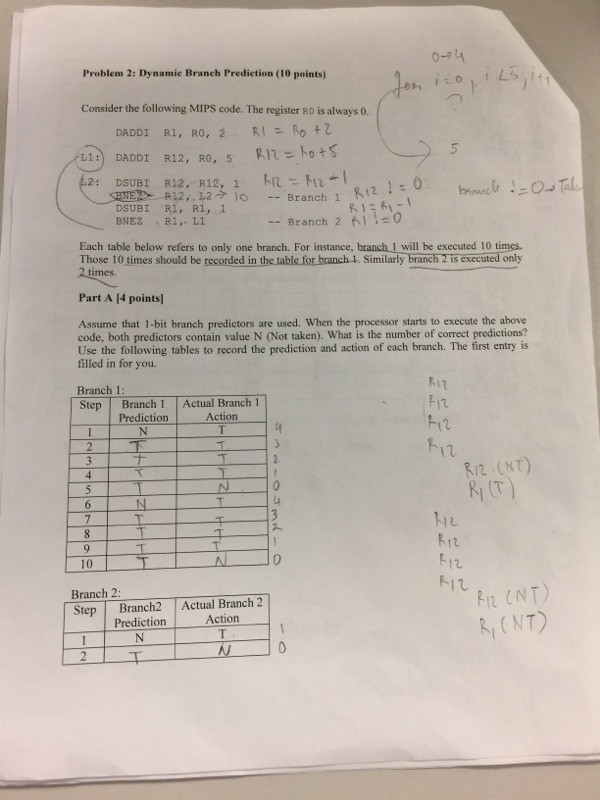 0→4
Problem 2: Dynamic Branch Prediction (10 points)
for i=0, i<5, i++
Consider the following MIPS code. The register R0 is always 0.
DADDI R1, R0, 2 R1 = R0 + 2
L1: DADDI R12, R0, 5 R12 = R0+5 5
L2: DSUBI R12, R12, 1 R12 = R12 - 1
BNEZ R12, L2 → 10 -- Branch 1 R12 != 0 branch != 0 → Taken
DSUBI R1, R1, 1 R1 = R1 - 1
BNEZ R1, L1 -- Branch 2 R1 != 0
Each table below refers to only one branch. For instance, branch 1 will be executed 10 times.
Those 10 times should be recorded in the table for branch 1. Similarly branch 2 is executed only
2 times.
Part A [4 points]
Assume that 1-bit branch predictors are used. When the processor starts to execute the above
code, both predictors contain value N (Not taken). What is the number of correct predictions?
Use the following tables to record the prediction and action of each branch. The first entry is
filled in for you.
Branch 1:
Step Branch 1 Prediction Actual Branch 1 Action
1 N T 4
2 T T 3
3 T T 2
4 T T 1
5 T N 0
6 N T 4
7 T T 3
8 T T 2
9 T T 1
10 T N 0
R12
R12
R12
R12
R12 (NT)
R1 (T)
R12
R12
R12
R12
R12 (NT)
R1 (NT)
Branch 2:
Step Branch2 Prediction Actual Branch 2 Action
1 N T 1
2 T N 0